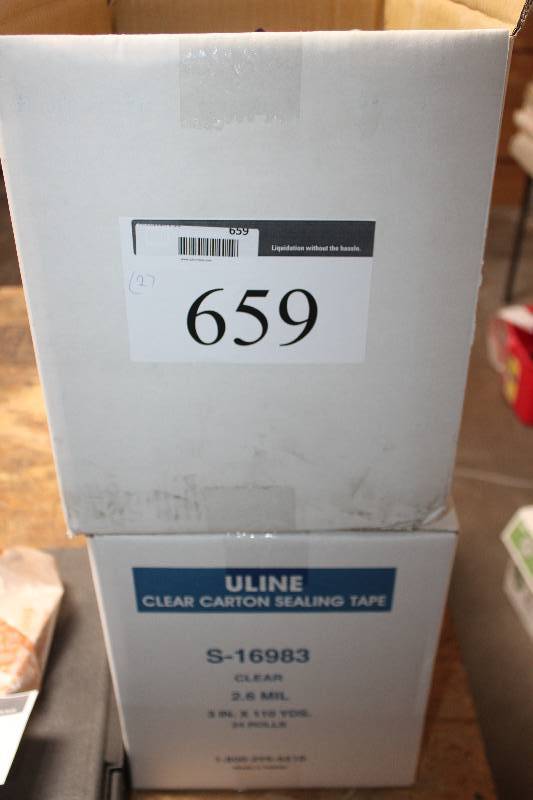 659
Liquidation without the hassle.
(2)
659
ULINE
CLEAR CARTON SEALING TAPE
S-16983
CLEAR
2.6 MIL
3 IN. X 110 YDS.
24 ROLLS